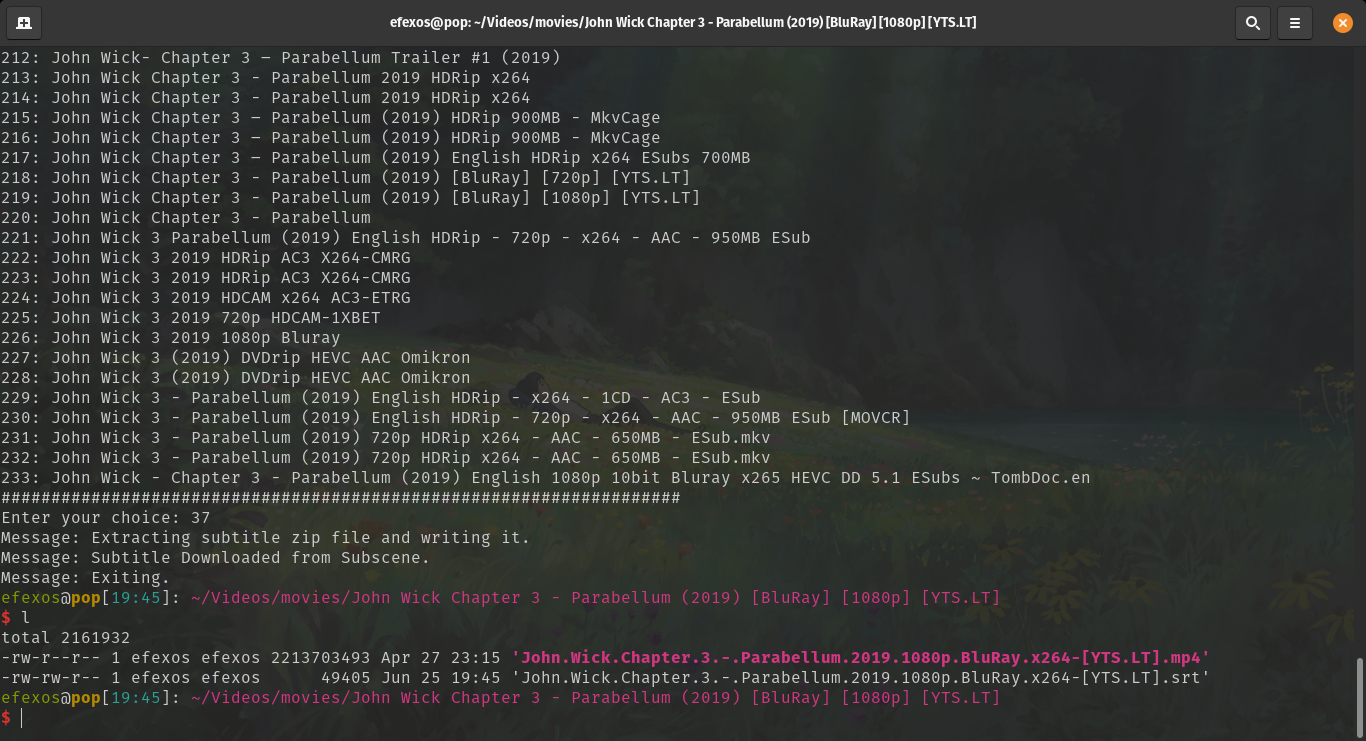 efexos@pop: ~/Videos/movies/John Wick Chapter 3 - Parabellum (2019) [BluRay] [1080p] [YTS.LT]
212: John Wick- Chapter 3 — Parabellum Trailer #1 (2019)
213: John Wick Chapter 3 - Parabellum 2019 HDRip x264
214: John Wick Chapter 3 - Parabellum 2019 HDRip x264
215: John Wick Chapter 3 – Parabellum (2019) HDRip 900MB - MkvCage
216: John Wick Chapter 3 – Parabellum (2019) HDRip 900MB - MkvCage
217: John Wick Chapter 3 – Parabellum (2019) English HDRip x264 ESubs 700MB
218: John Wick Chapter 3 - Parabellum (2019) [BluRay] [720p] [YTS.LT]
219: John Wick Chapter 3 - Parabellum (2019) [BluRay] [1080p] [YTS.LT]
220: John Wick Chapter 3 - Parabellum
221: John Wick 3 Parabellum (2019) English HDRip - 720p - x264 - AAC - 950MB ESub
222: John Wick 3 2019 HDRip AC3 X264-CMRG
223: John Wick 3 2019 HDRip AC3 X264-CMRG
224: John Wick 3 2019 HDCAM x264 AC3-ETRG
225: John Wick 3 2019 720p HDCAM-1XBET
226: John Wick 3 2019 1080p Bluray
227: John Wick 3 (2019) DVDrip HEVC AAC Omikron
228: John Wick 3 (2019) DVDrip HEVC AAC Omikron
229: John Wick 3 - Parabellum (2019) English HDRip - x264 - 1CD - AC3 - ESub
230: John Wick 3 - Parabellum (2019) English HDRip - 720p - x264 - AAC - 950MB ESub [MOVCR]
231: John Wick 3 - Parabellum (2019) 720p HDRip x264 - AAC - 650MB - ESub.mkv
232: John Wick 3 - Parabellum (2019) 720p HDRip x264 - AAC - 650MB - ESub.mkv
233: John Wick - Chapter 3 - Parabellum (2019) English 1080p 10bit Bluray x265 HEVC DD 5.1 ESubs ~ TombDoc.en
####################################################################
Enter your choice: 37
Message: Extracting subtitle zip file and writing it.
Message: Subtitle Downloaded from Subscene.
Message: Exiting.
efexos@pop[19:45]: ~/Videos/movies/John Wick Chapter 3 - Parabellum (2019) [BluRay] [1080p] [YTS.LT]
$ l
total 2161932
-rw-r--r-- 1 efexos efexos 2213703493 Apr 27 23:15 'John.Wick.Chapter.3.-.Parabellum.2019.1080p.BluRay.x264-[YTS.LT].mp4'
-rw-rw-r-- 1 efexos efexos      49405 Jun 25 19:45 'John.Wick.Chapter.3.-.Parabellum.2019.1080p.BluRay.x264-[YTS.LT].srt'
efexos@pop[19:45]: ~/Videos/movies/John Wick Chapter 3 - Parabellum (2019) [BluRay] [1080p] [YTS.LT]
$